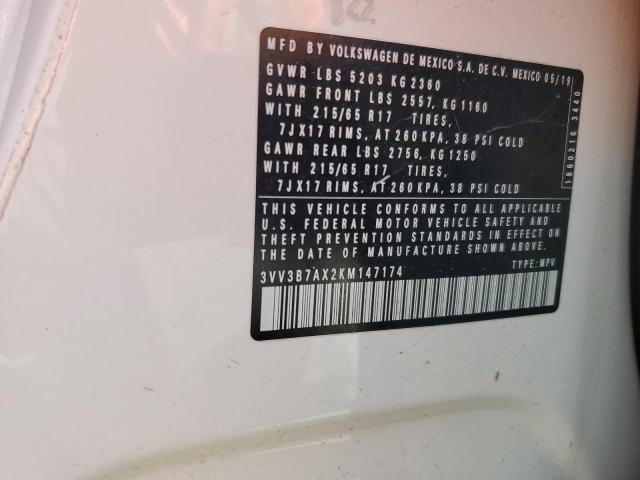 MFD BY VOLKSWAGEN DE MEXICO S.A. DE C.V. MEXICO 05/19
GVWR LBS 5203 KG 2360
GAWR FRONT LBS 2557, KG 1160
WITH 215/65 R17 TIRES,
7JX17 RIMS, AT 260 KPA, 38 PSI COLD
GAWR REAR LBS 2756, KG 1250
WITH 215/65 R17 TIRES,
7JX17 RIMS, AT 260 KPA, 38 PSI COLD
1860216 3440
THIS VEHICLE CONFORMS TO ALL APPLICABLE
U.S. FEDERAL MOTOR VEHICLE SAFETY AND
THEFT PREVENTION STANDARDS IN EFFECT ON
THE DATE OF MANUFACTURE SHOWN ABOVE.
3VV3B7AX2KM147174 TYPE: MPV